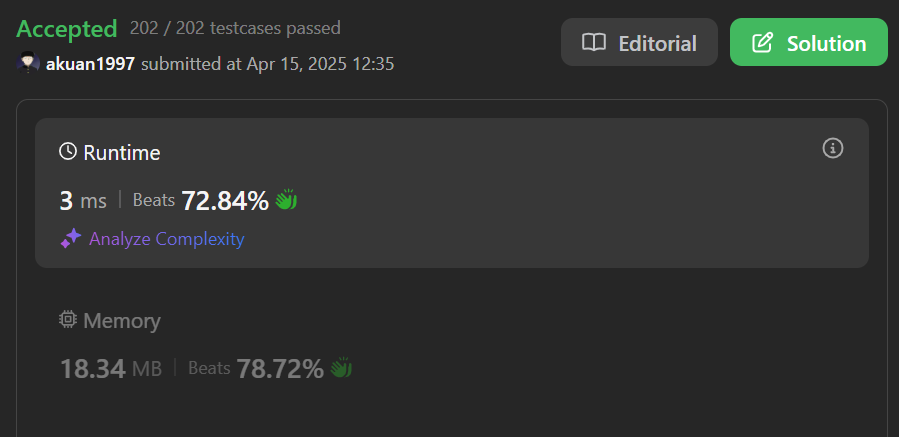 Accepted 202 / 202 testcases passed
Editorial
Solution
akuan1997 submitted at Apr 15, 2025 12:35
Runtime
3 ms | Beats 72.84%
Analyze Complexity
Memory
18.34 MB | Beats 78.72%